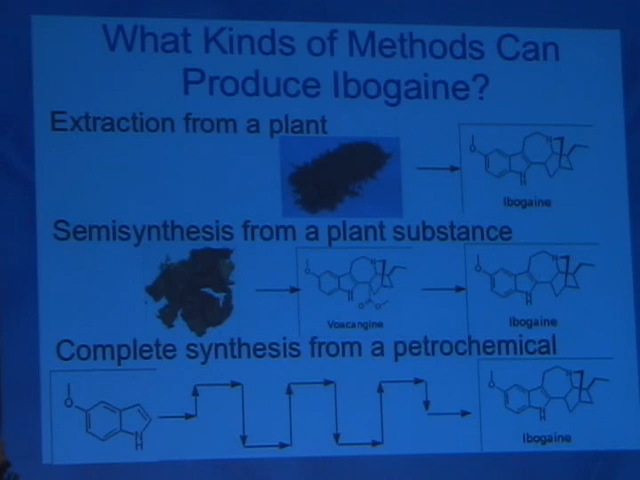 What Kinds of Methods Can
Produce Ibogaine?
Extraction from a plant
Ibogaine
Semisynthesis from a plant substance
Voacangine
Ibogaine
Complete synthesis from a petrochemical
Ibogaine